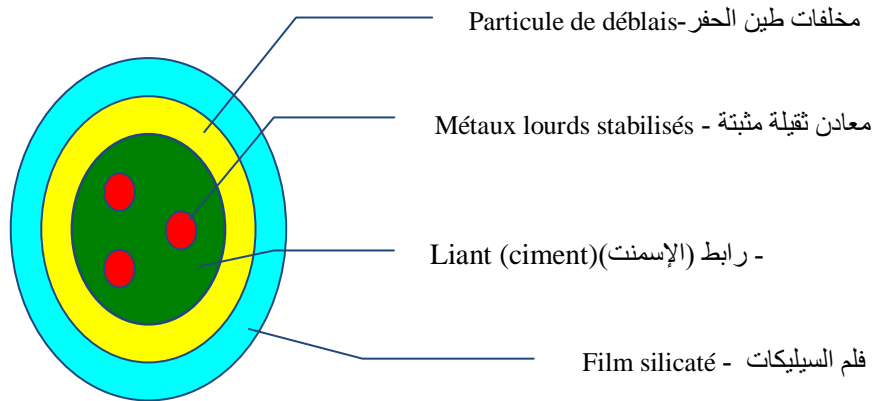 Particule de déblais-مخلفات طين الحفر
Métaux lourds stabilisés - معادن ثقيلة مثبتة
Liant (ciment)(الإسمنت) رابط -
Film silicaté - فلم السيليكات